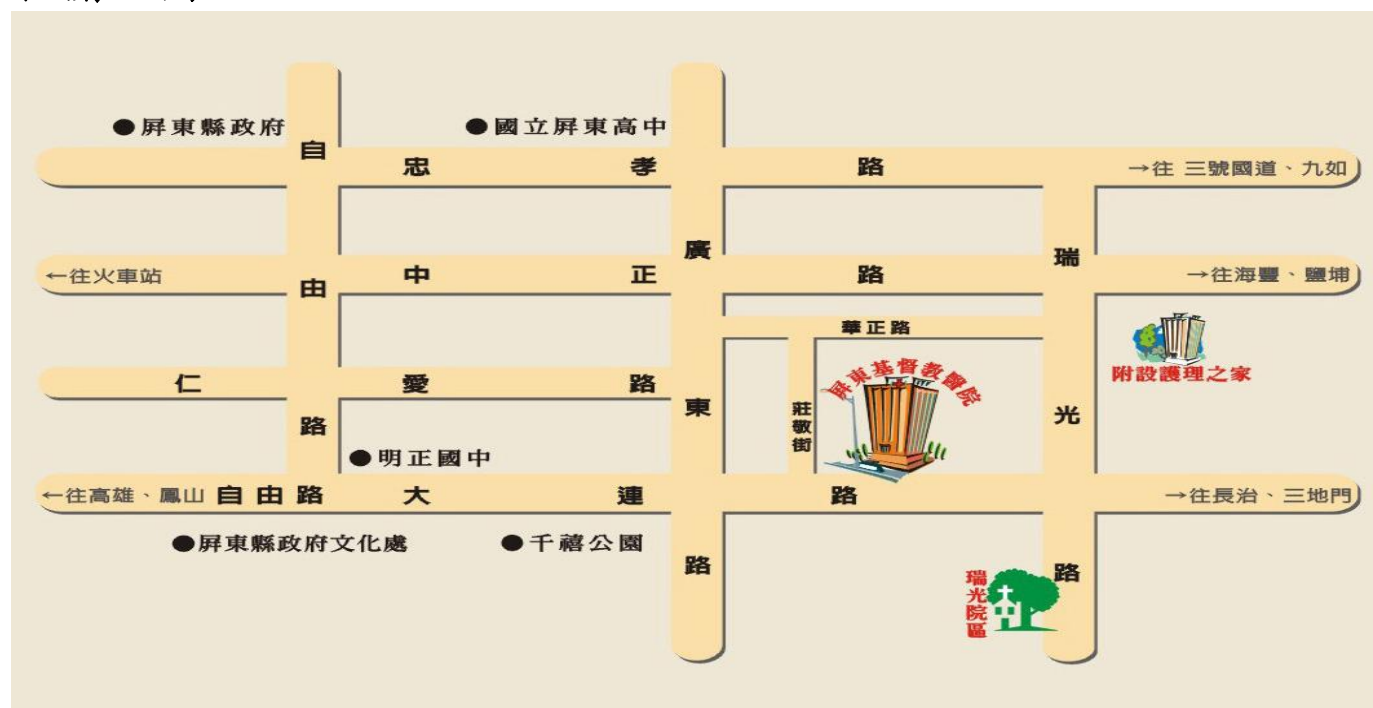 ●屏東縣政府
●國立屏東高中
自由路
忠孝路
→往 三號國道、九如
廣東路
瑞光路
←往火車站
中正路
→往海豐、鹽埔
華正路
附設護理之家
屏東基督教醫院
仁愛路
莊敬街
●明正國中
←往高雄、鳳山
自由路
大連路
→往長治、三地門
●屏東縣政府文化處
●千禧公園
瑞光院區